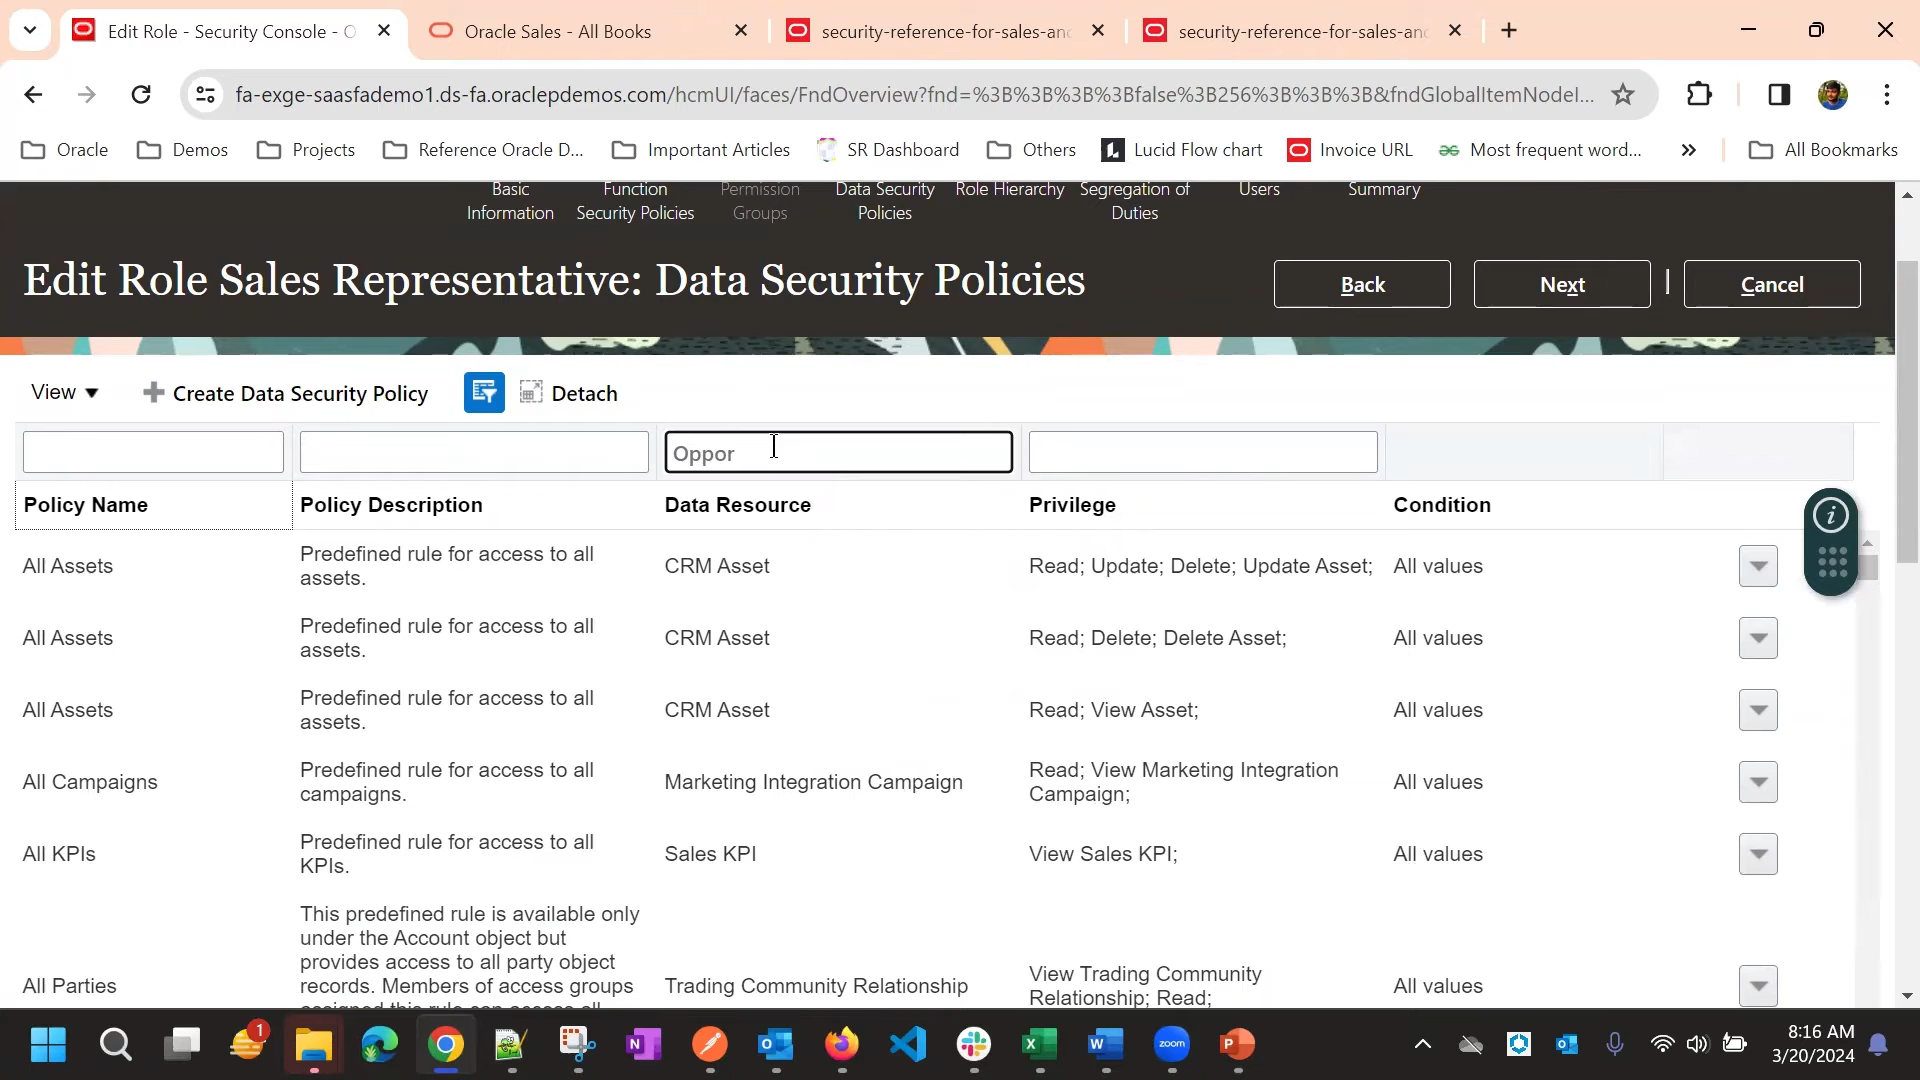 Edit Role - Security Console - O
Oracle Sales - All Books
security-reference-for-sales-and
security-reference-for-sales-and
fa-exge-saasfademo1.ds-fa.oraclepdemos.com/hcmUI/faces/FndOverview?fnd=%3B%3B%3B%3Bfalse%3B256%3B%3B%3B&fndGlobalItemNodeI...
Oracle
Demos
Projects
Reference Oracle D...
Important Articles
SR Dashboard
Others
Lucid Flow chart
Invoice URL
Most frequent word...
»
All Bookmarks
Basic
Information
Function
Security Policies
Permission
Groups
Data Security
Policies
Role Hierarchy
Segregation of
Duties
Users
Summary
Edit Role Sales Representative: Data Security Policies
Back
Next
Cancel
View
Create Data Security Policy
Detach
Oppor
Policy Name
Policy Description
Data Resource
Privilege
Condition
All Assets
Predefined rule for access to all
assets.
CRM Asset
Read; Update; Delete; Update Asset;
All values
All Assets
Predefined rule for access to all
assets.
CRM Asset
Read; Delete; Delete Asset;
All values
All Assets
Predefined rule for access to all
assets.
CRM Asset
Read; View Asset;
All values
All Campaigns
Predefined rule for access to all
campaigns.
Marketing Integration Campaign
Read; View Marketing Integration
Campaign;
All values
All KPIs
Predefined rule for access to all
KPIs.
Sales KPI
View Sales KPI;
All values
All Parties
This predefined rule is available only
under the Account object but
provides access to all party object
records. Members of access groups
assigned this rule can access all
Trading Community Relationship
View Trading Community
Relationship; Read;
All values
1
zoom
8:16 AM
3/20/2024